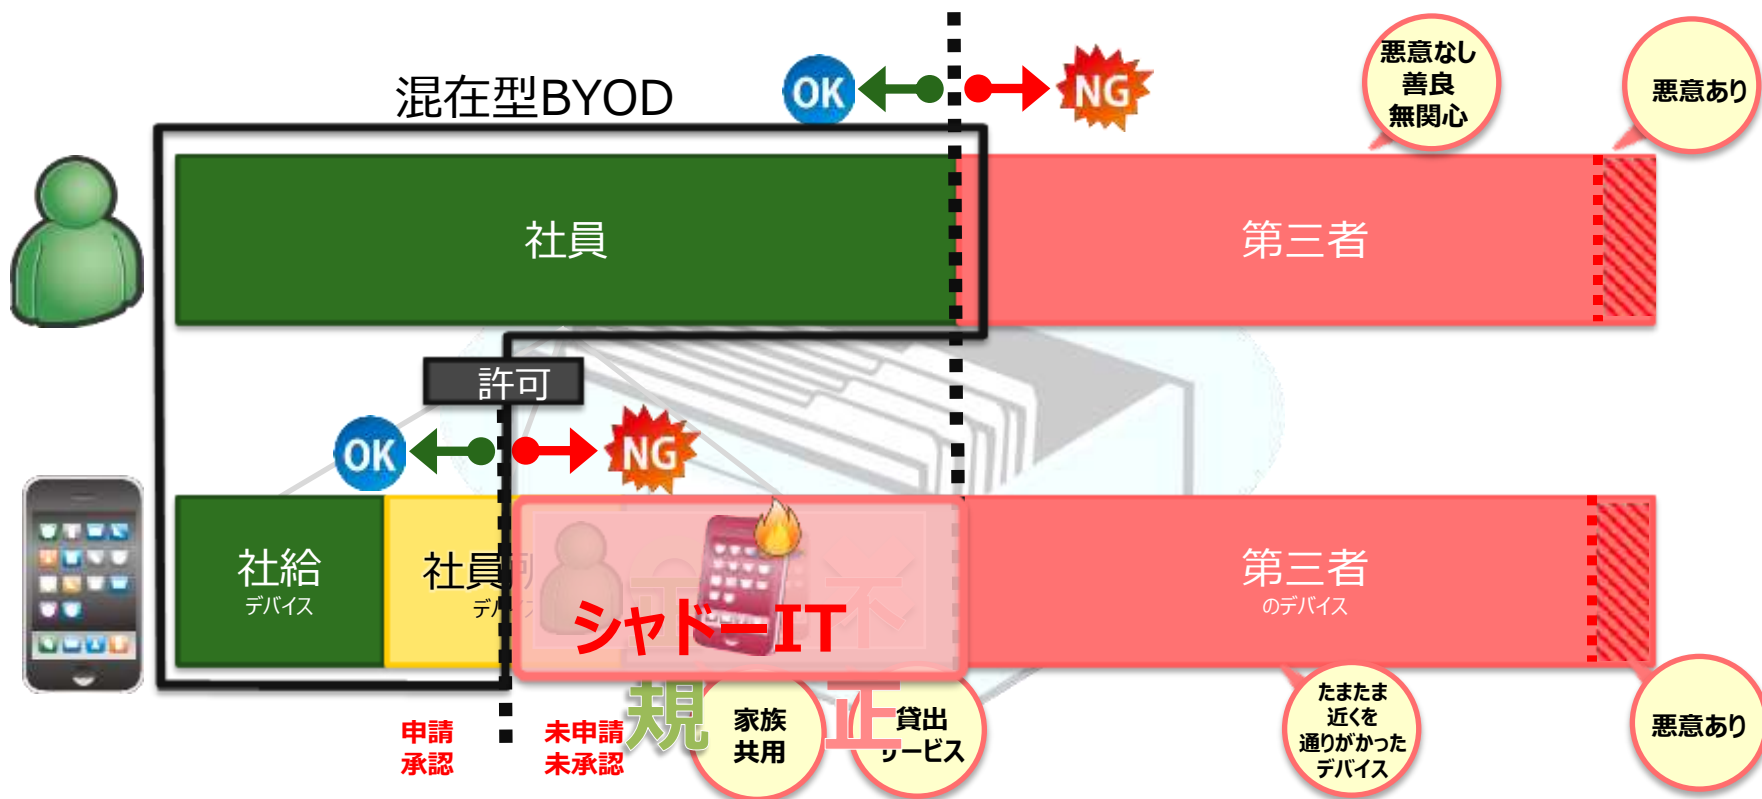 混在型BYOD
OK
NG
悪意なし
善良
無関心
悪意あり
社員
第三者
許可
OK
NG
社給
デバイス
社員
シャドーIT
第三者
のデバイス
正規
不正
申請
承認
未申請
未承認
家族
共用
貸出
サービス
たまたま
近くを
通りがかった
デバイス
悪意あり